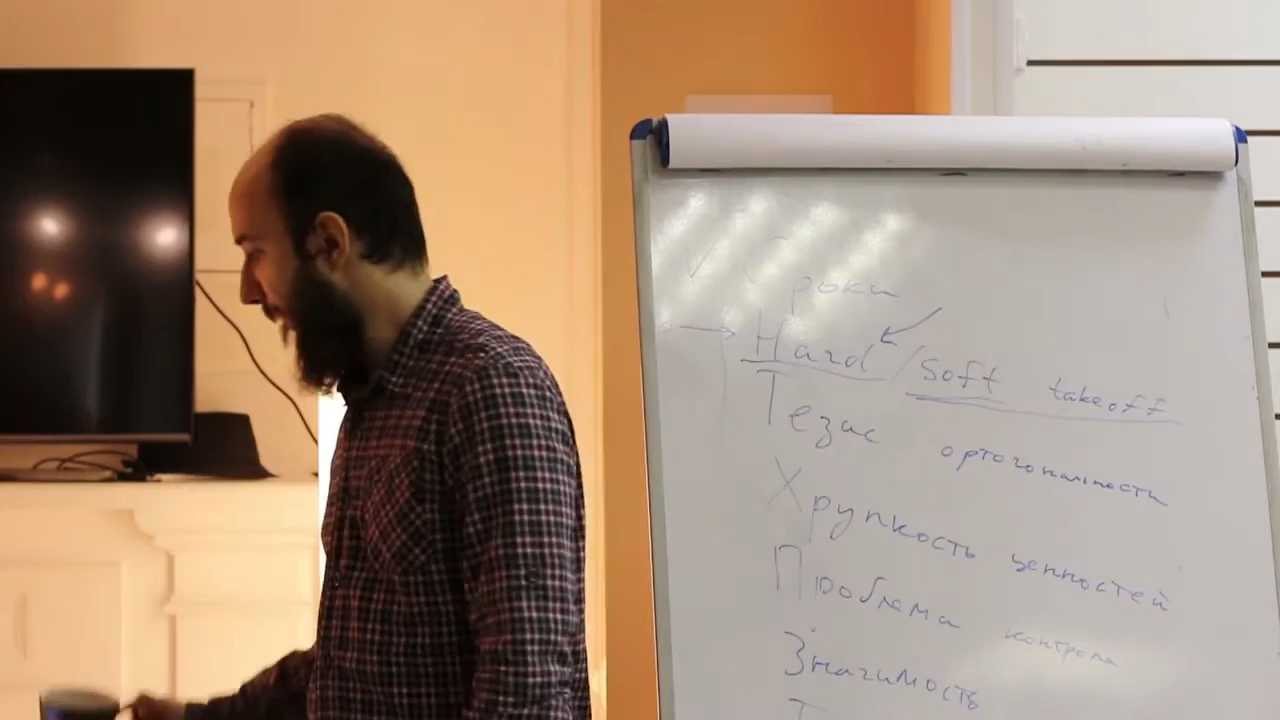 Сроки
Hard / Soft takeoff
Тезис ортогональности
Хрупкость ценностей
Проблема контроля
Значимость